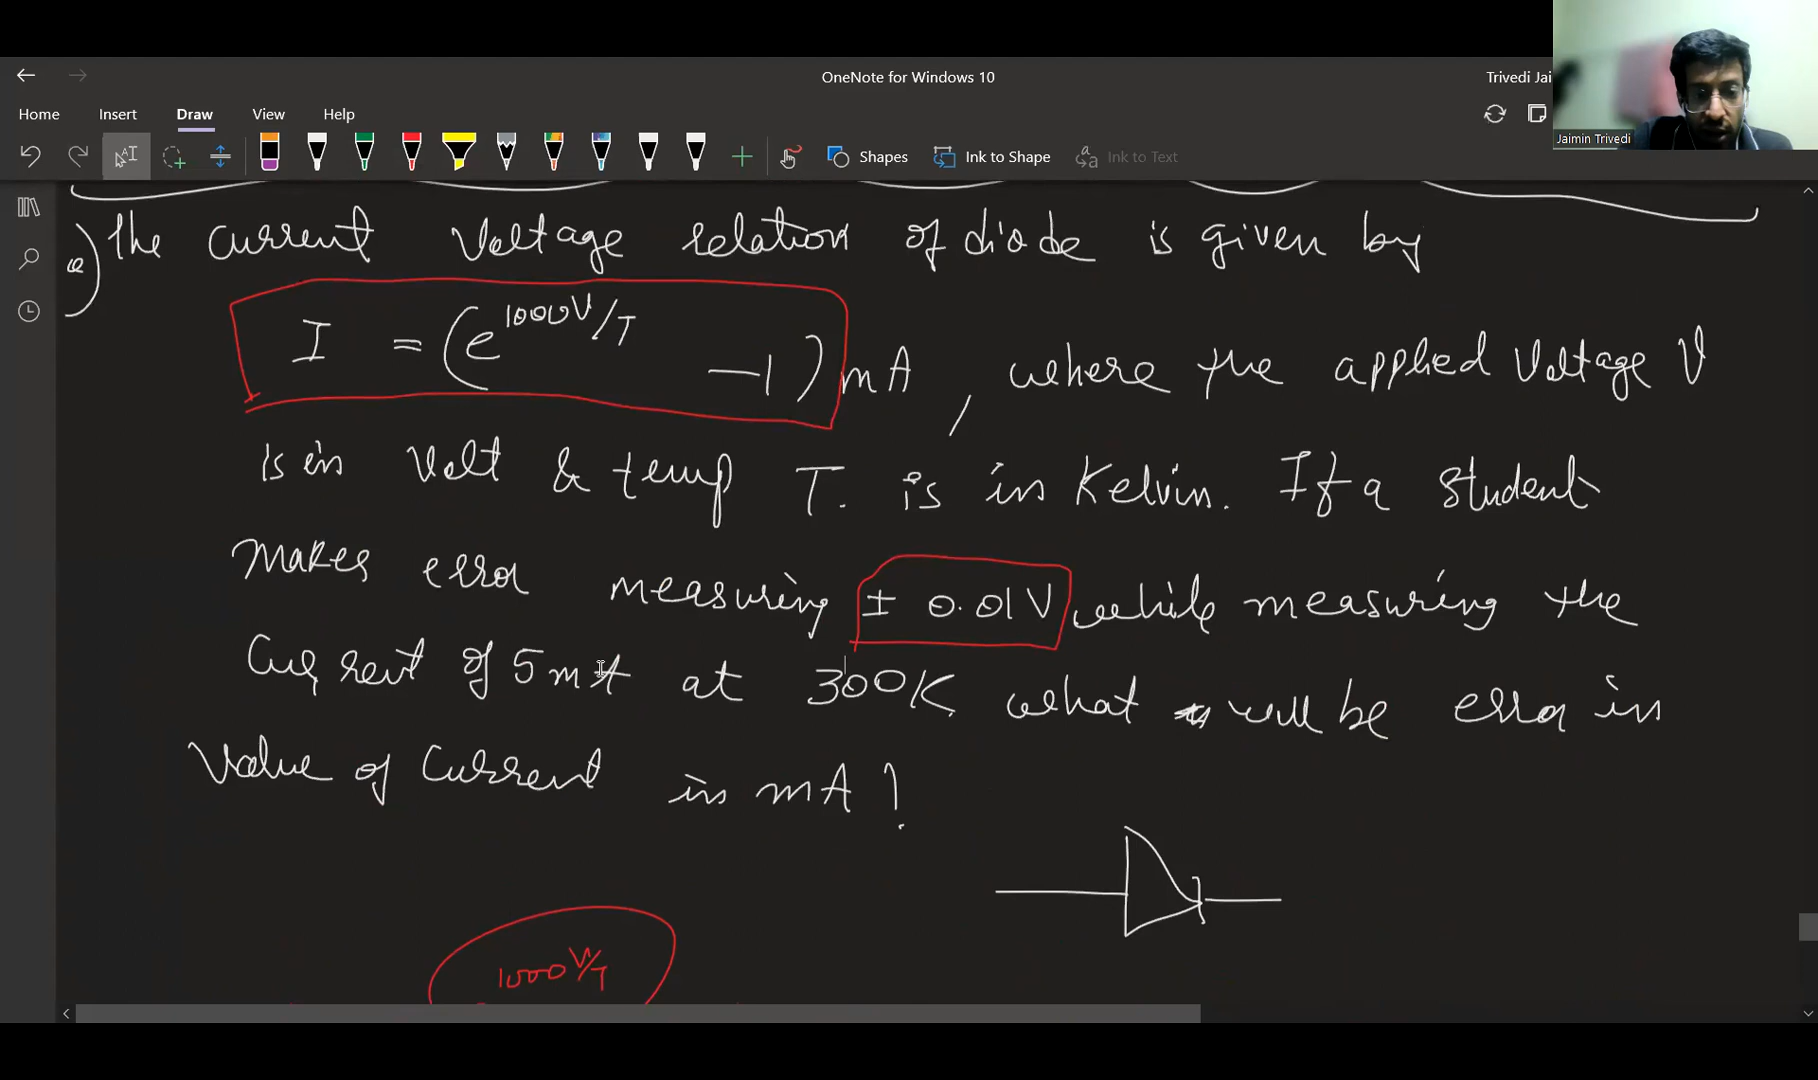 OneNote for Windows 10
Trivedi Jai
Home Insert Draw View Help
Shapes Ink to Shape Ink to Text
Jaimin Trivedi
Q) The current Voltage relation of diode is given by
I = (e^1000V/T -1) mA, where the applied Voltage V
is in Volt & temp T. is in Kelvin. If a student
makes error measuring ± 0.01V while measuring the
Current of 5mA at 300K what will be error in
Value of Current in mA?
1000V/T